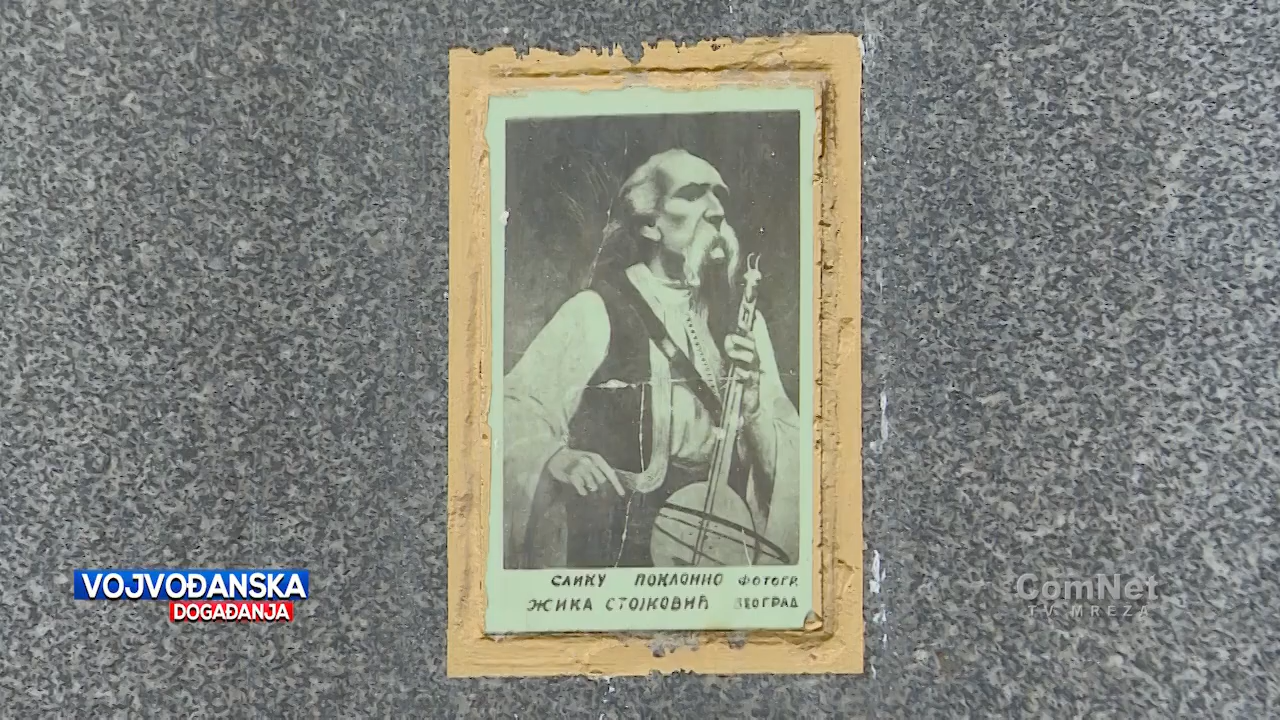 СЛИКУ ПОКЛОНИО ФОТОГР.
ЖИКА СТОЈКОВИЋ БЕОГРАД
VOJVOĐANSKA
DOGAĐANJA
ComNet
TV MREŽA